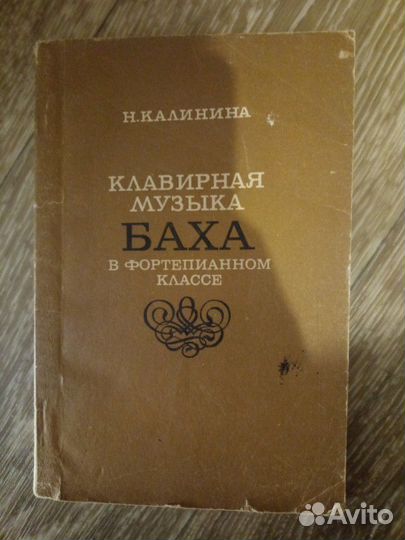 Н. КАЛИНИНА
КЛАВИРНАЯ
МУЗЫКА
БАХА
В ФОРТЕПИАННОМ
КЛАССЕ
Avito